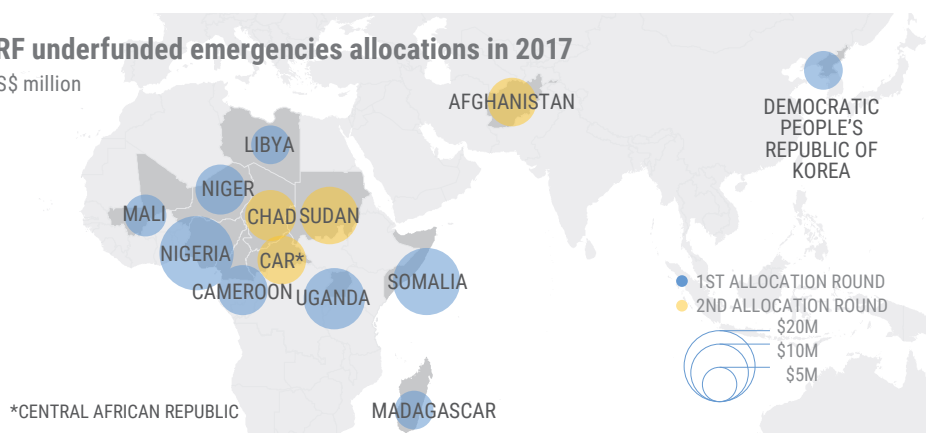 RF underfunded emergencies allocations in 2017
S$ million
AFGHANISTAN
DEMOCRATIC
PEOPLE'S
REPUBLIC OF
KOREA
LIBYA
NIGER
MALI
CHAD
SUDAN
NIGERIA
CAR*
CAMEROON
UGANDA
SOMALIA
1ST ALLOCATION ROUND
2ND ALLOCATION ROUND
$20M
$10M
$5M
*CENTRAL AFRICAN REPUBLIC
MADAGASCAR